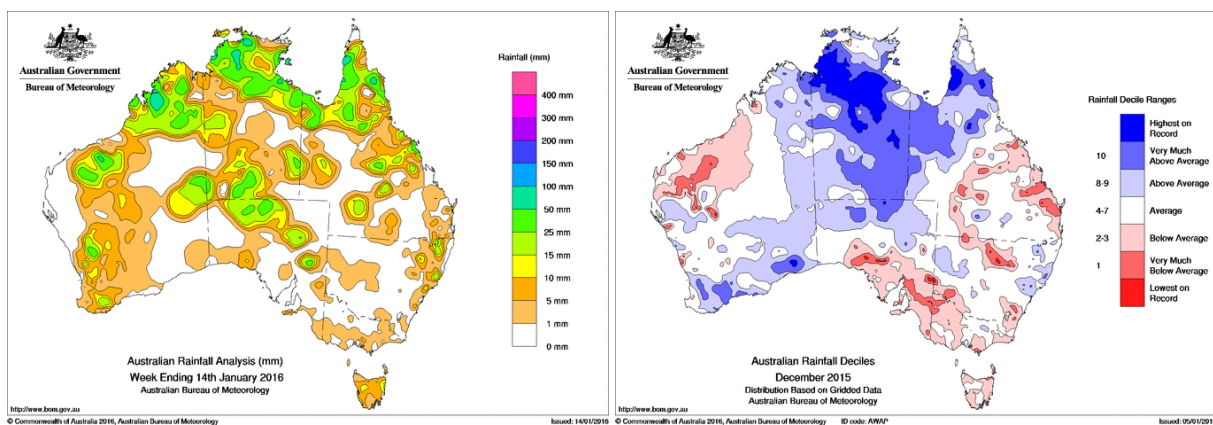 Australian Government
Bureau of Meteorology
Rainfall (mm)
400 mm
300 mm
200 mm
150 mm
100 mm
50 mm
25 mm
15 mm
10 mm
5 mm
1 mm
0 mm
Australian Rainfall Analysis (mm)
Week Ending 14th January 2016
Australian Bureau of Meteorology
http://www.bom.gov.au
© Commonwealth of Australia 2016, Australian Bureau of Meteorology
Issued: 14/01/2016
Australian Government
Bureau of Meteorology
Rainfall Decile Ranges
Highest on
Record
10 Very Much
Above Average
8-9 Above Average
4-7 Average
2-3 Below Average
1 Very Much
Below Average
Lowest on
Record
Australian Rainfall Deciles
December 2015
Distribution Based on Gridded Data
Australian Bureau of Meteorology
http://www.bom.gov.au
© Commonwealth of Australia 2016, Australian Bureau of Meteorology ID code: AWAP Issued: 05/01/201